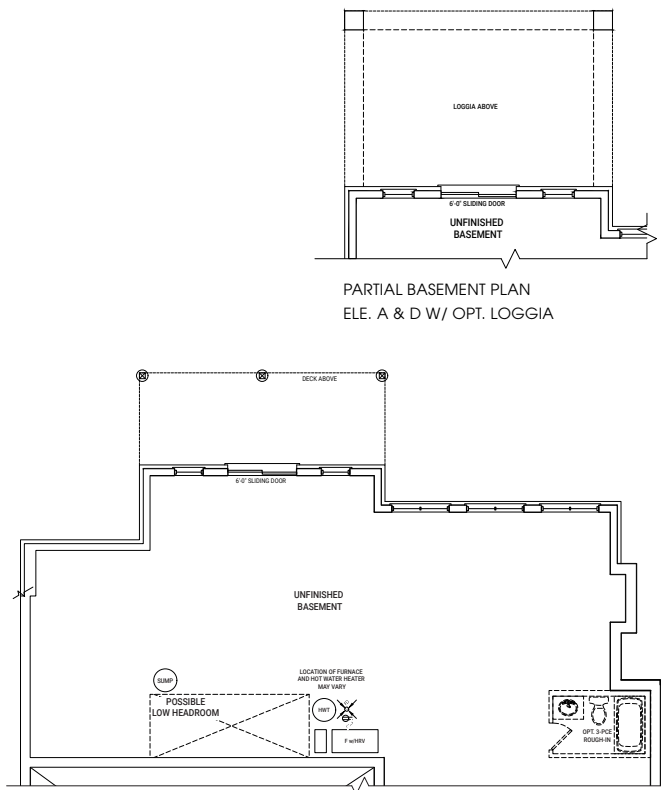 LOGGIA ABOVE
6'-0" SLIDING DOOR
UNFINISHED
BASEMENT
PARTIAL BASEMENT PLAN
ELE. A & D W/ OPT. LOGGIA
DECK ABOVE
6'-0" SLIDING DOOR
UNFINISHED
BASEMENT
SUMP
POSSIBLE
LOW HEADROOM
LOCATION OF FURNACE
AND HOT WATER HEATER
MAY VARY
HWT
F w/HRV
OPT. 3-PCE
ROUGH-IN